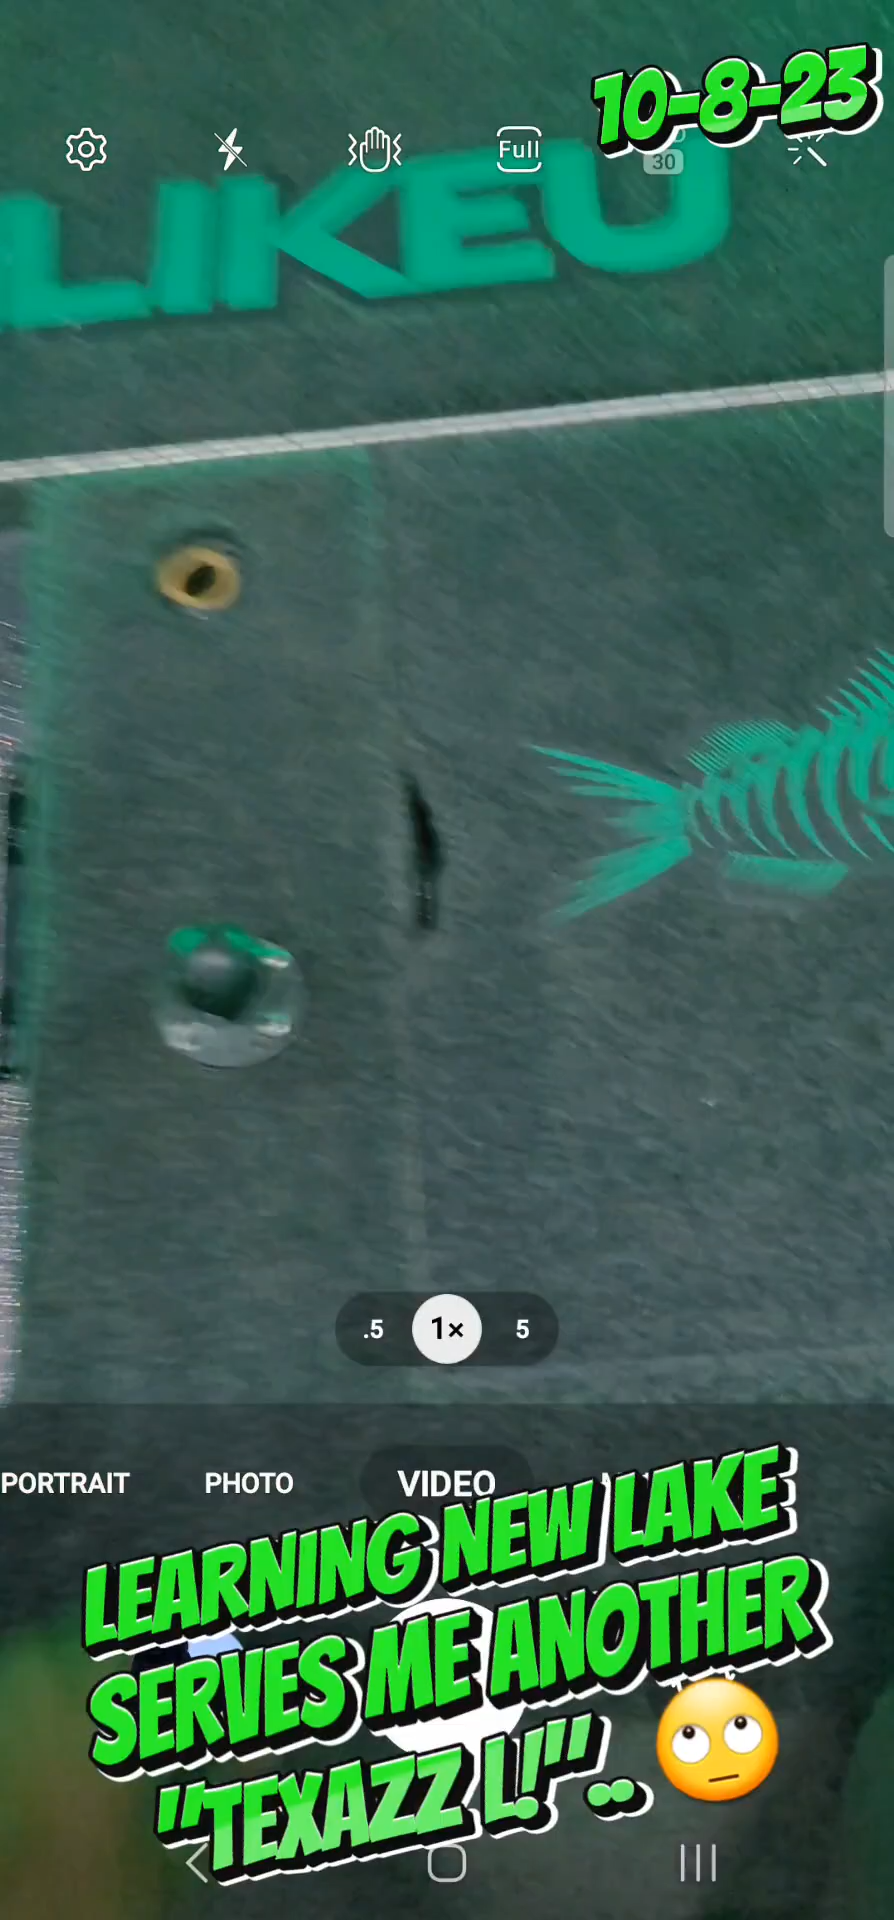 10-8-23
Full
30
LIKEU
.5 1× 5
PORTRAIT PHOTO VIDEO
LEARNING NEW LAKE
SERVES ME ANOTHER
"TEXAZZ L!"..